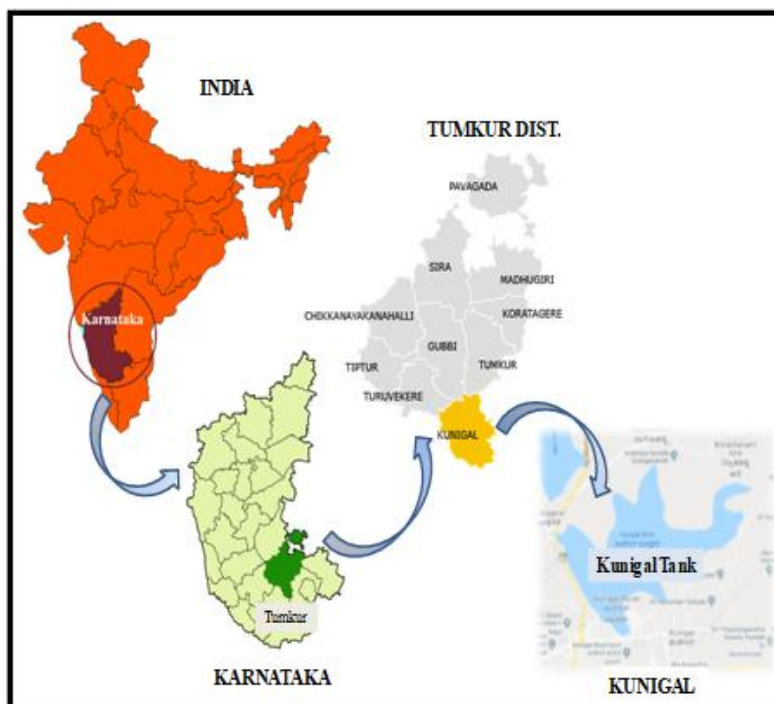 INDIA
TUMKUR DIST.
PAVAGADA
SIRA
MADHUGIRI
Karnataka
CHIKKANAYAKANAHALLI
KORATAGERE
GUBBI
TIPTUR
TUMKUR
TURUVEKERE
KUNIGAL
Kunigal Tank
Tumkur
KARNATAKA
KUNIGAL